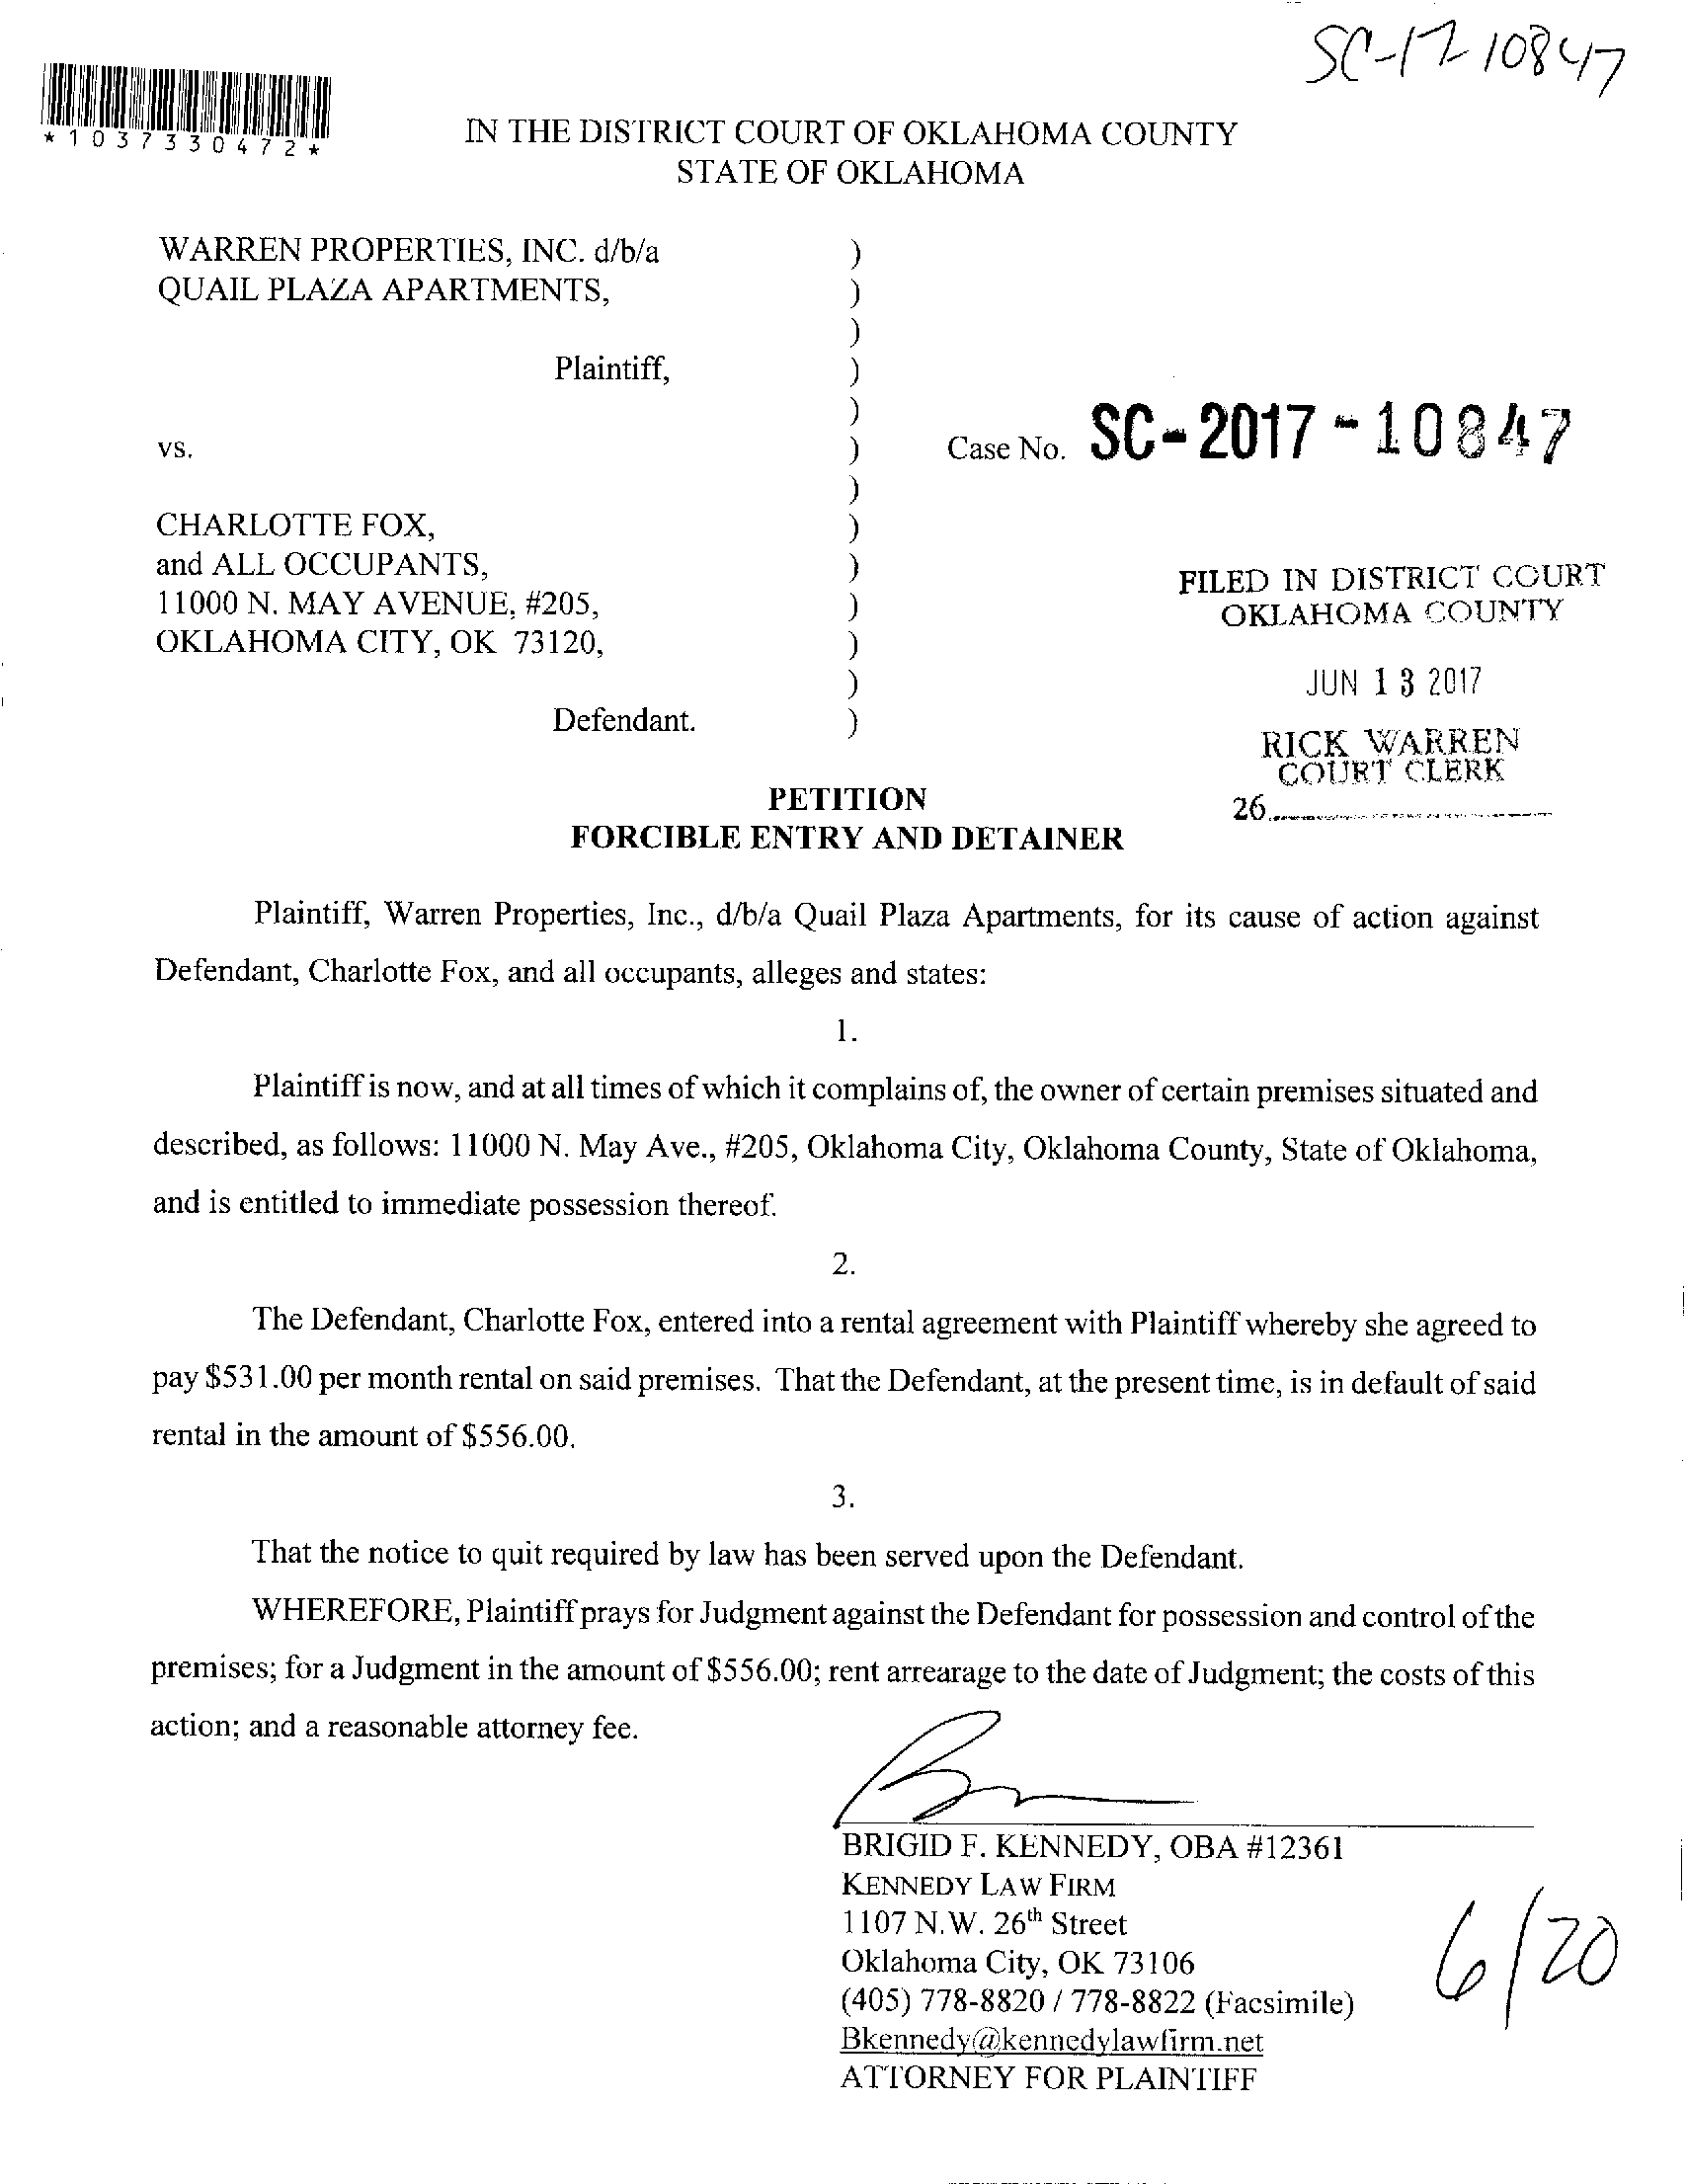 SC-17-10847
*1037330472*
IN THE DISTRICT COURT OF OKLAHOMA COUNTY
STATE OF OKLAHOMA
WARREN PROPERTIES, INC. d/b/a )
QUAIL PLAZA APARTMENTS, )
)
Plaintiff, )
)
vs. ) Case No. SC-2017-10847
)
CHARLOTTE FOX, )
and ALL OCCUPANTS, )
11000 N. MAY AVENUE, #205, )
OKLAHOMA CITY, OK 73120, )
)
Defendant. )
FILED IN DISTRICT COURT
OKLAHOMA COUNTY
JUN 13 2017
RICK WARREN
COURT CLERK
26
PETITION
FORCIBLE ENTRY AND DETAINER
Plaintiff, Warren Properties, Inc., d/b/a Quail Plaza Apartments, for its cause of action against
Defendant, Charlotte Fox, and all occupants, alleges and states:
1.
Plaintiff is now, and at all times of which it complains of, the owner of certain premises situated and
described, as follows: 11000 N. May Ave., #205, Oklahoma City, Oklahoma County, State of Oklahoma,
and is entitled to immediate possession thereof.
2.
The Defendant, Charlotte Fox, entered into a rental agreement with Plaintiff whereby she agreed to
pay $531.00 per month rental on said premises. That the Defendant, at the present time, is in default of said
rental in the amount of $556.00.
3.
That the notice to quit required by law has been served upon the Defendant.
WHEREFORE, Plaintiff prays for Judgment against the Defendant for possession and control of the
premises; for a Judgment in the amount of $556.00; rent arrearage to the date of Judgment; the costs of this
action; and a reasonable attorney fee.
BRIGID F. KENNEDY, OBA #12361
KENNEDY LAW FIRM
1107 N.W. 26th Street
Oklahoma City, OK 73106
(405) 778-8820 / 778-8822 (Facsimile)
Bkennedy@kennedylawfirm.net
ATTORNEY FOR PLAINTIFF
6/20